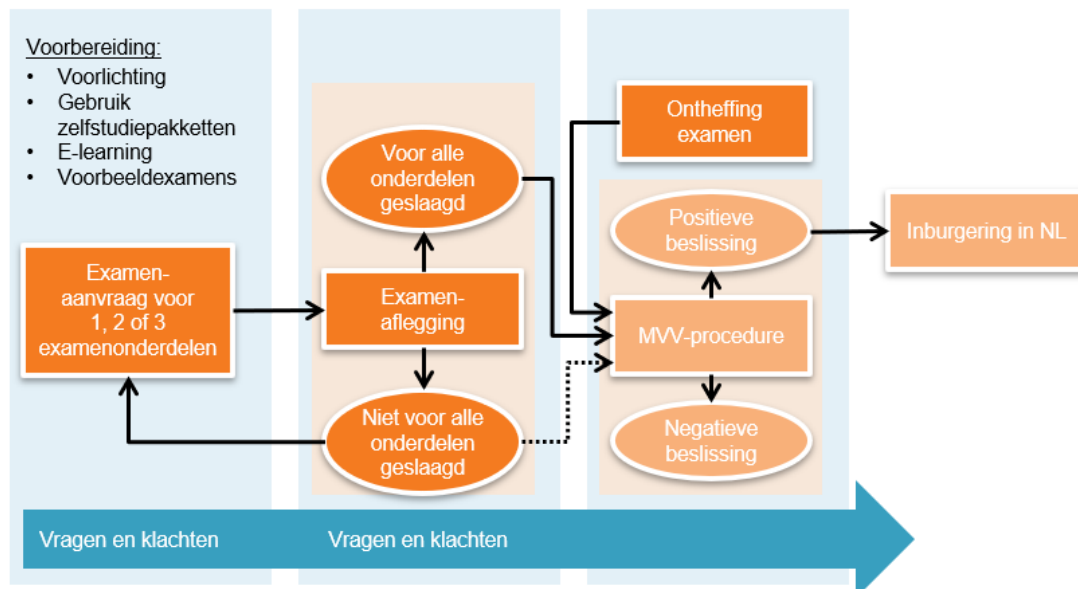 Voorbereiding:
• Voorlichting
• Gebruik
zelfstudiepakketten
• E-learning
• Voorbeeldexamens
Examen-
aanvraag voor
1, 2 of 3
examenonderdelen
Voor alle
onderdelen
geslaagd
Examen-
aflegging
Niet voor alle
onderdelen
geslaagd
Ontheffing
examen
Positieve
beslissing
MVV-procedure
Negatieve
beslissing
Inburgering in NL
Vragen en klachten
Vragen en klachten